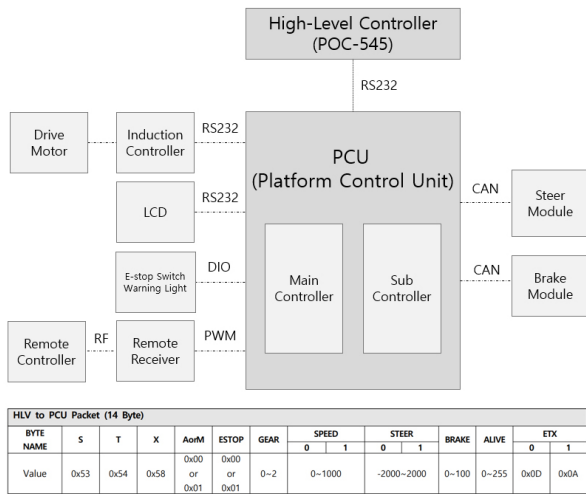 High-Level Controller
(POC-545)
RS232
Drive
Motor
Induction
Controller
RS232
PCU
(Platform Control Unit)
LCD
RS232
CAN
Steer
Module
E-stop Switch
Warning Light
DIO
Main
Controller
Sub
Controller
CAN
Brake
Module
Remote
Controller
RF
Remote
Receiver
PWM
HLV to PCU Packet (14 Byte)
BYTE NAME S T X AorM ESTOP GEAR SPEED STEER BRAKE ALIVE ETX
0 1 0 1 0 1
Value 0x53 0x54 0x58 0x00 or 0x01 0x00 or 0x01 0~2 0~1000 -2000~2000 0~100 0~255 0x0D 0x0A